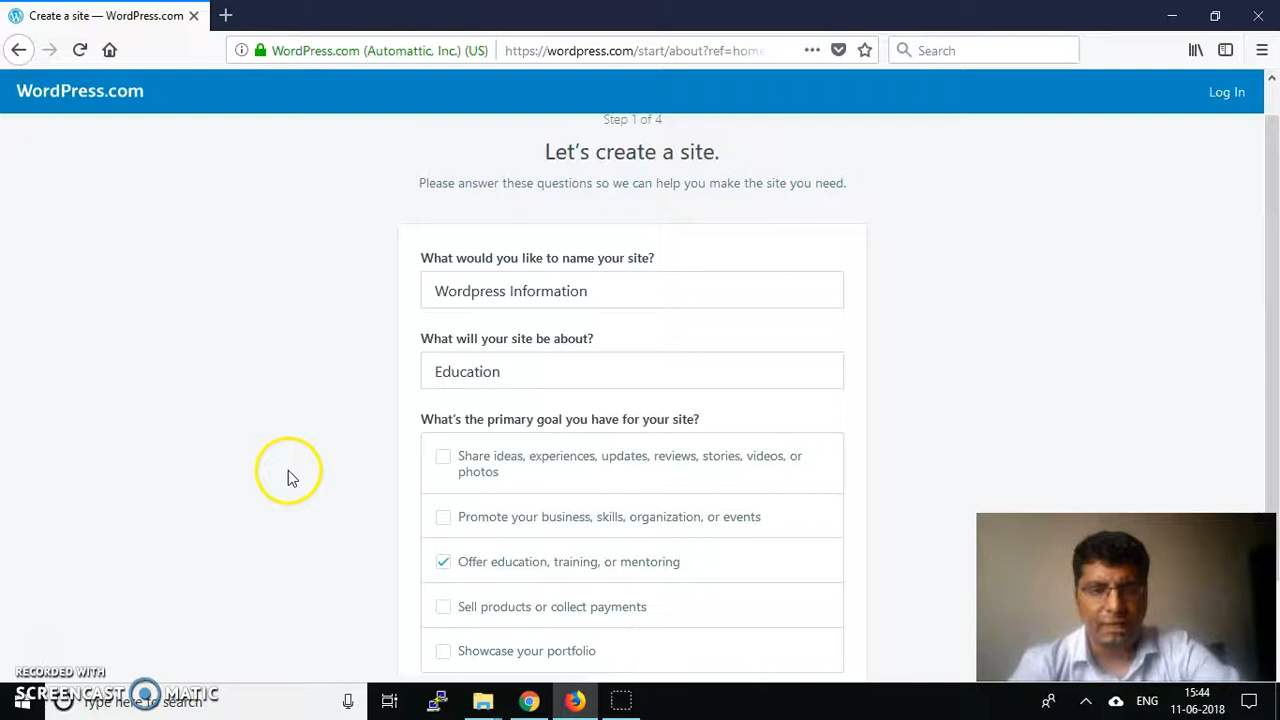 Create a site — WordPress.com
WordPress.com (Automattic, Inc.) (US)
https://wordpress.com/start/about?ref=home
Search
WordPress.com
Log In
Step 1 of 4
Let's create a site.
Please answer these questions so we can help you make the site you need.
What would you like to name your site?
Wordpress Information
What will your site be about?
Education
What's the primary goal you have for your site?
Share ideas, experiences, updates, reviews, stories, videos, or
photos
Promote your business, skills, organization, or events
Offer education, training, or mentoring
Sell products or collect payments
Showcase your portfolio
RECORDED WITH
SCREENCAST MATIC
Type here to search
ENG
15:44
11-06-2018